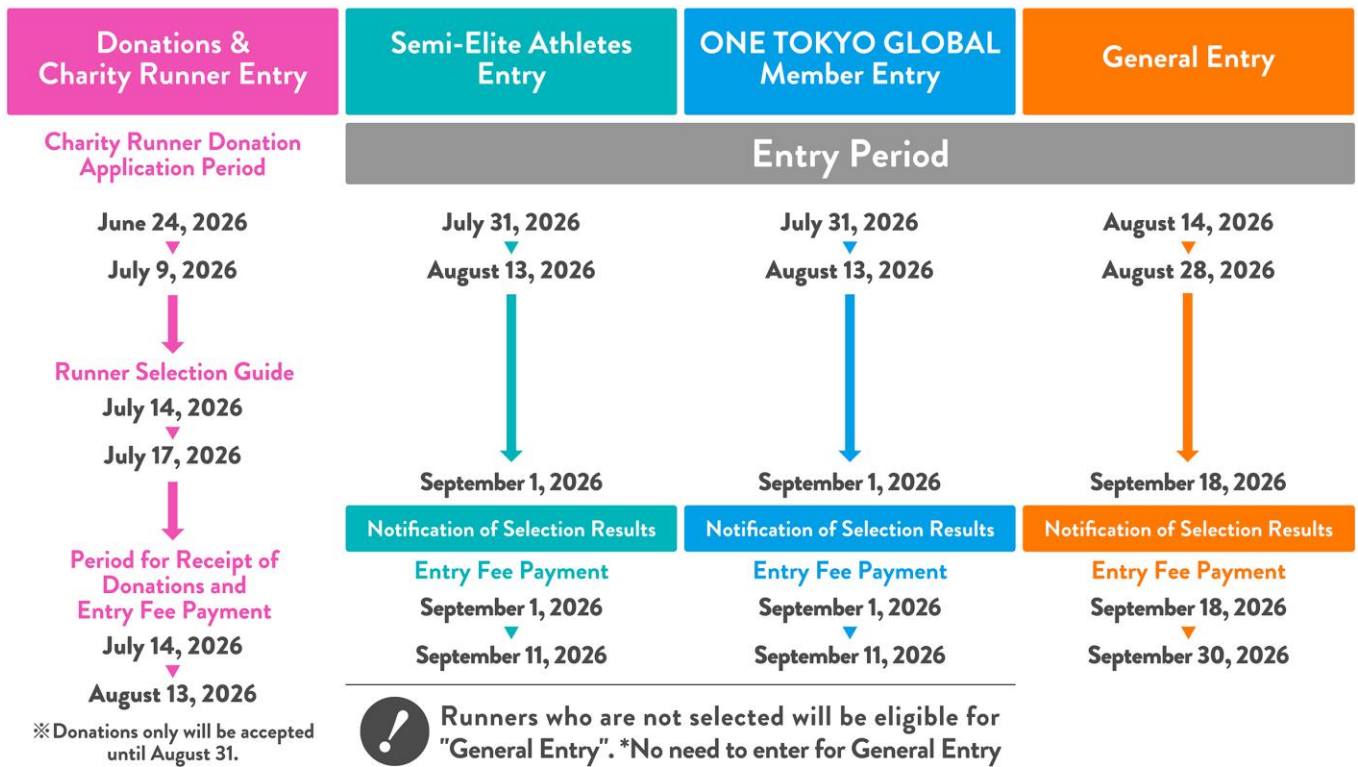 Donations &
Charity Runner Entry
Charity Runner Donation
Application Period
June 24, 2026
July 9, 2026
Runner Selection Guide
July 14, 2026
July 17, 2026
Period for Receipt of
Donations and
Entry Fee Payment
July 14, 2026
August 13, 2026
※Donations only will be accepted
until August 31.
Semi-Elite Athletes
Entry
ONE TOKYO GLOBAL
Member Entry
General Entry
Entry Period
July 31, 2026
August 13, 2026
September 1, 2026
Notification of Selection Results
Entry Fee Payment
September 1, 2026
September 11, 2026
July 31, 2026
August 13, 2026
September 1, 2026
Notification of Selection Results
Entry Fee Payment
September 1, 2026
September 11, 2026
August 14, 2026
August 28, 2026
September 18, 2026
Notification of Selection Results
Entry Fee Payment
September 18, 2026
September 30, 2026
! Runners who are not selected will be eligible for
"General Entry". *No need to enter for General Entry